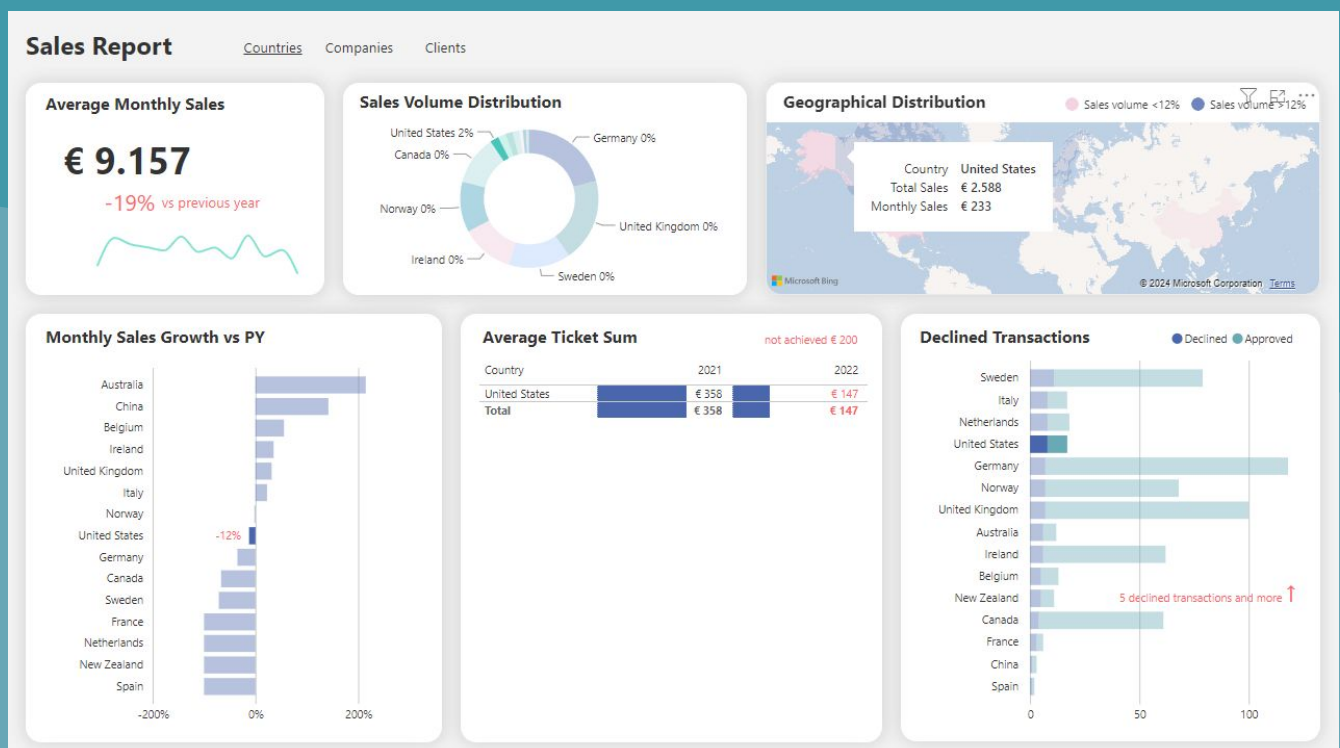 Sales Report
Countries Companies Clients
Average Monthly Sales
€ 9.157
-19% vs previous year
Sales Volume Distribution
United States 2%
Germany 0%
Canada 0%
Norway 0%
United Kingdom 0%
Ireland 0%
Sweden 0%
Geographical Distribution
Sales volume <12% Sales volume >12%
Country United States
Total Sales € 2.588
Monthly Sales € 233
Microsoft Bing
© 2024 Microsoft Corporation Terms
Monthly Sales Growth vs PY
Australia
China
Belgium
Ireland
United Kingdom
Italy
Norway
United States -12%
Germany
Canada
Sweden
France
Netherlands
New Zealand
Spain
-200% 0% 200%
Average Ticket Sum
not achieved € 200
Country 2021 2022
United States € 358 € 147
Total € 358 € 147
Declined Transactions
Declined Approved
Sweden
Italy
Netherlands
United States
Germany
Norway
United Kingdom
Australia
Ireland
Belgium
New Zealand
5 declined transactions and more ↑
Canada
France
China
Spain
0 50 100